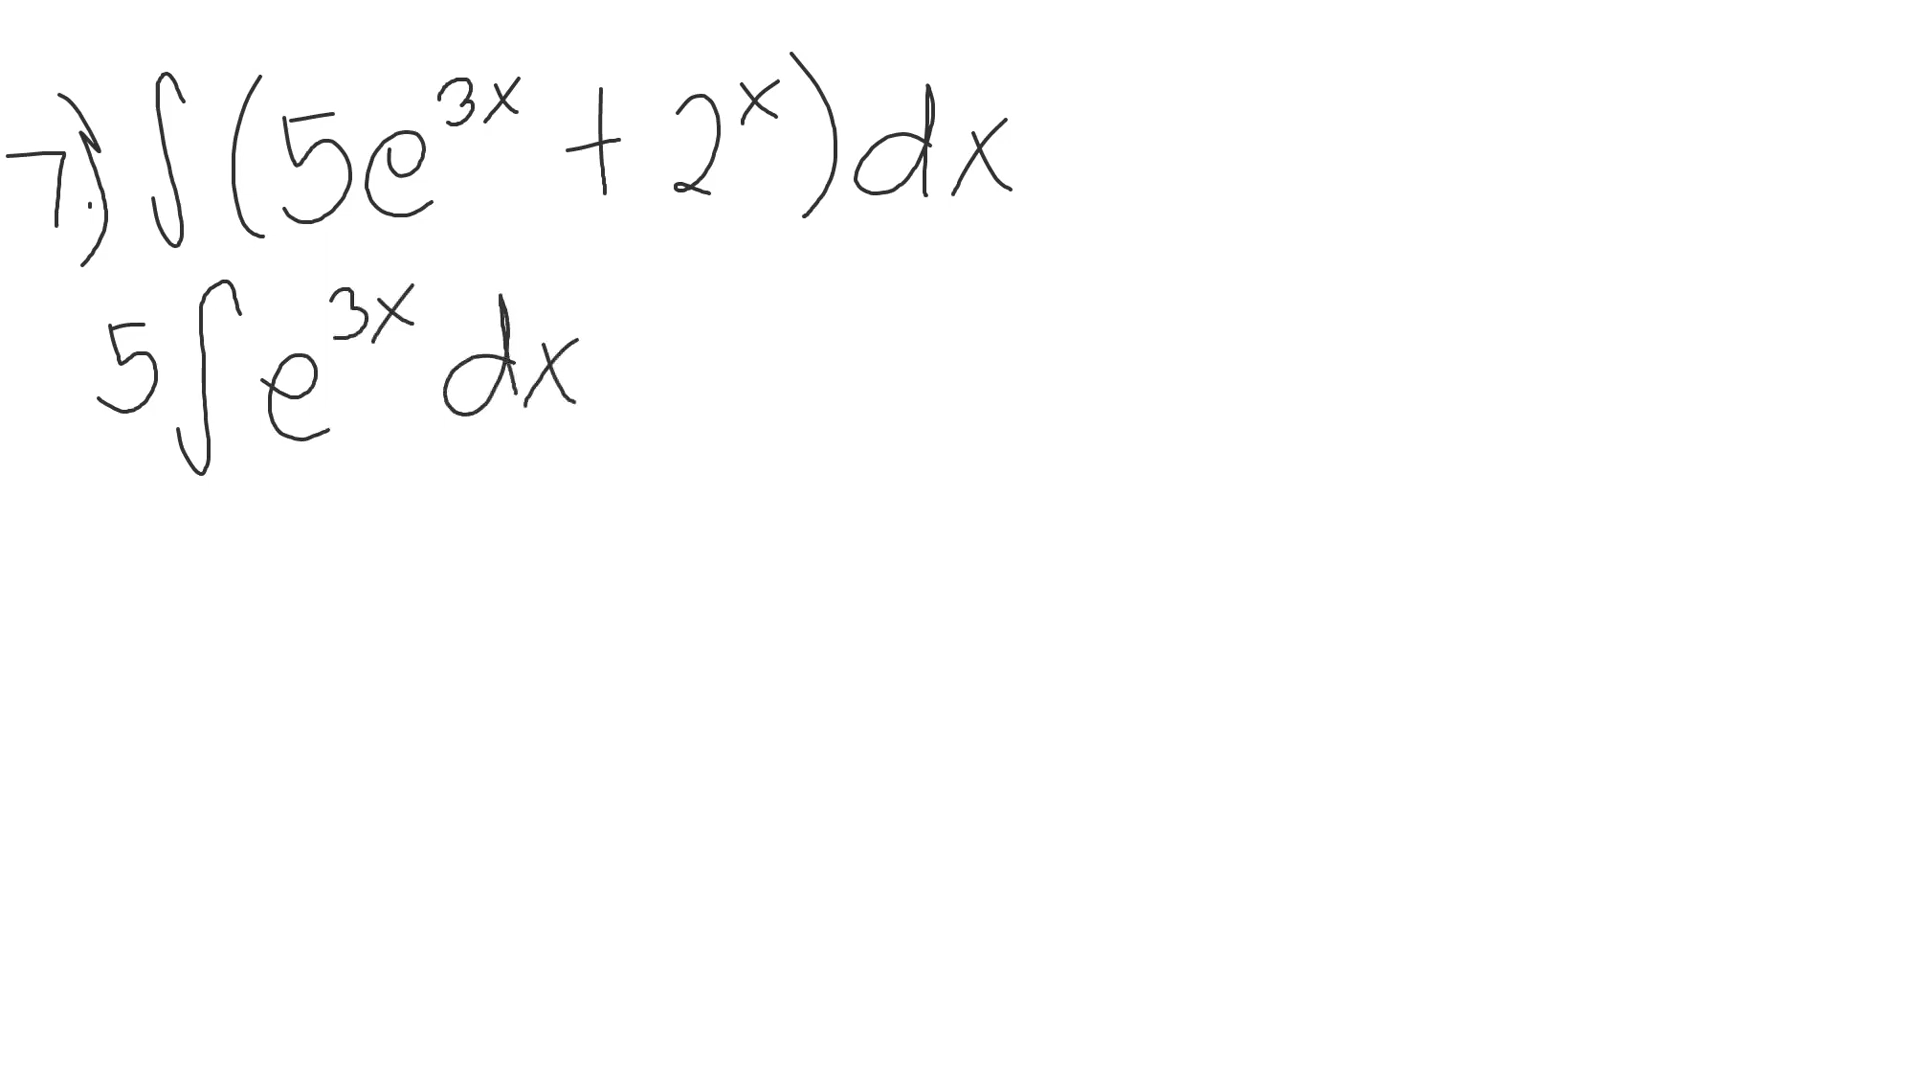 7.) ∫(5e^{3x} + 2^x)dx
5∫e^{3x} dx